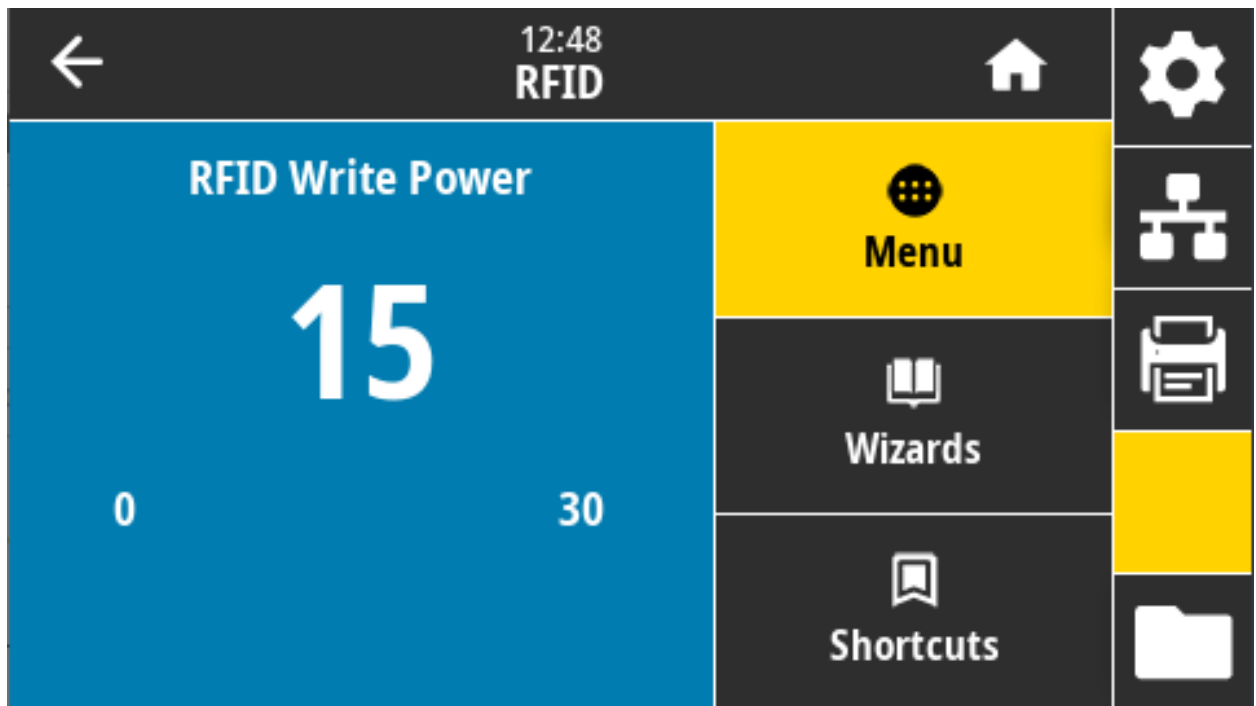 12:48
RFID
RFID Write Power
15
0 30
Menu
Wizards
Shortcuts